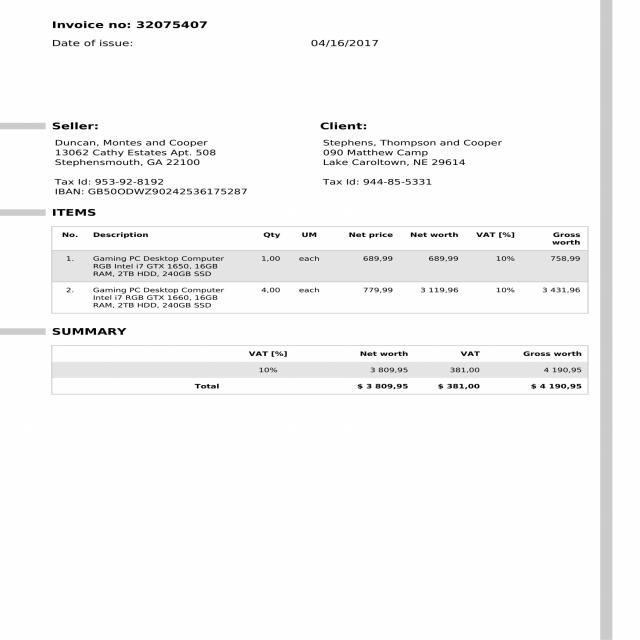 Invoice no: 32075407
Date of issue: 04/16/2017
Seller: Client:
Duncan, Montes and Cooper Stephens, Thompson and Cooper
13062 Cathy Estates Apt. 508 090 Matthew Camp
Stephensmouth, GA 22100 Lake Caroltown, NE 29614
Tax Id: 953-92-8192 Tax Id: 944-85-5331
IBAN: GB50ODWZ90242536175287
ITEMS
No. Description Qty UM Net price Net worth VAT [%] Gross
worth
1. Gaming PC Desktop Computer 1,00 each 689,99 689,99 10% 758,99
RGB Intel i7 GTX 1650, 16GB
RAM, 2TB HDD, 240GB SSD
2. Gaming PC Desktop Computer 4,00 each 779,99 3 119,96 10% 3 431,96
Intel i7 RGB GTX 1660, 16GB
RAM, 2TB HDD, 240GB SSD
SUMMARY
VAT [%] Net worth VAT Gross worth
10% 3 809,95 381,00 4 190,95
Total $ 3 809,95 $ 381,00 $ 4 190,95